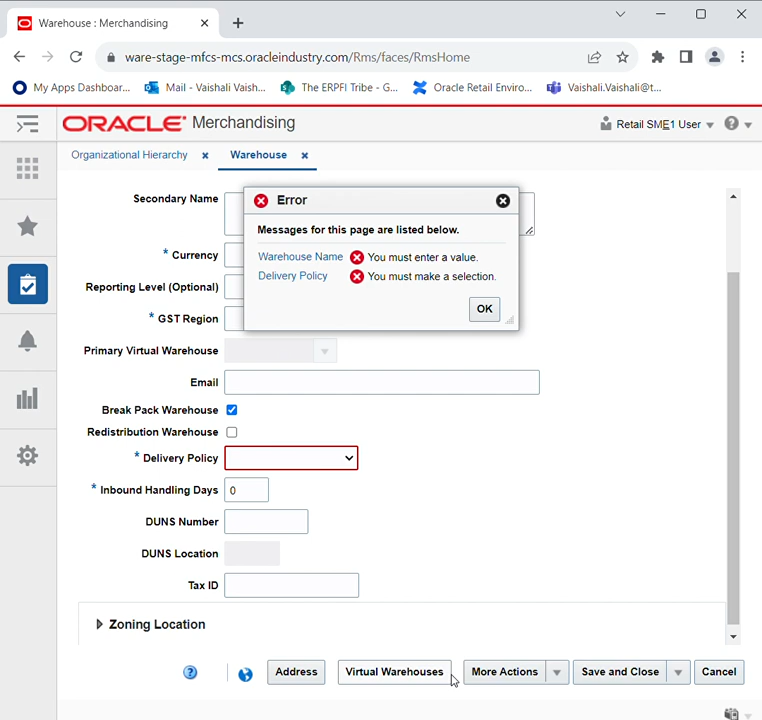 Warehouse : Merchandising
ware-stage-mfcs-mcs.oracleindustry.com/Rms/faces/RmsHome
My Apps Dashboar... Mail - Vaishali Vaish... The ERPFI Tribe - G... Oracle Retail Enviro... Vaishali.Vaishali@t...
ORACLE® Merchandising Retail SME1 User
Organizational Hierarchy Warehouse
Secondary Name
Error
Messages for this page are listed below.
Warehouse Name You must enter a value.
Delivery Policy You must make a selection.
OK
* Currency
Reporting Level (Optional)
* GST Region
Primary Virtual Warehouse
Email
Break Pack Warehouse
Redistribution Warehouse
* Delivery Policy
* Inbound Handling Days 0
DUNS Number
DUNS Location
Tax ID
Zoning Location
Address Virtual Warehouses More Actions Save and Close Cancel